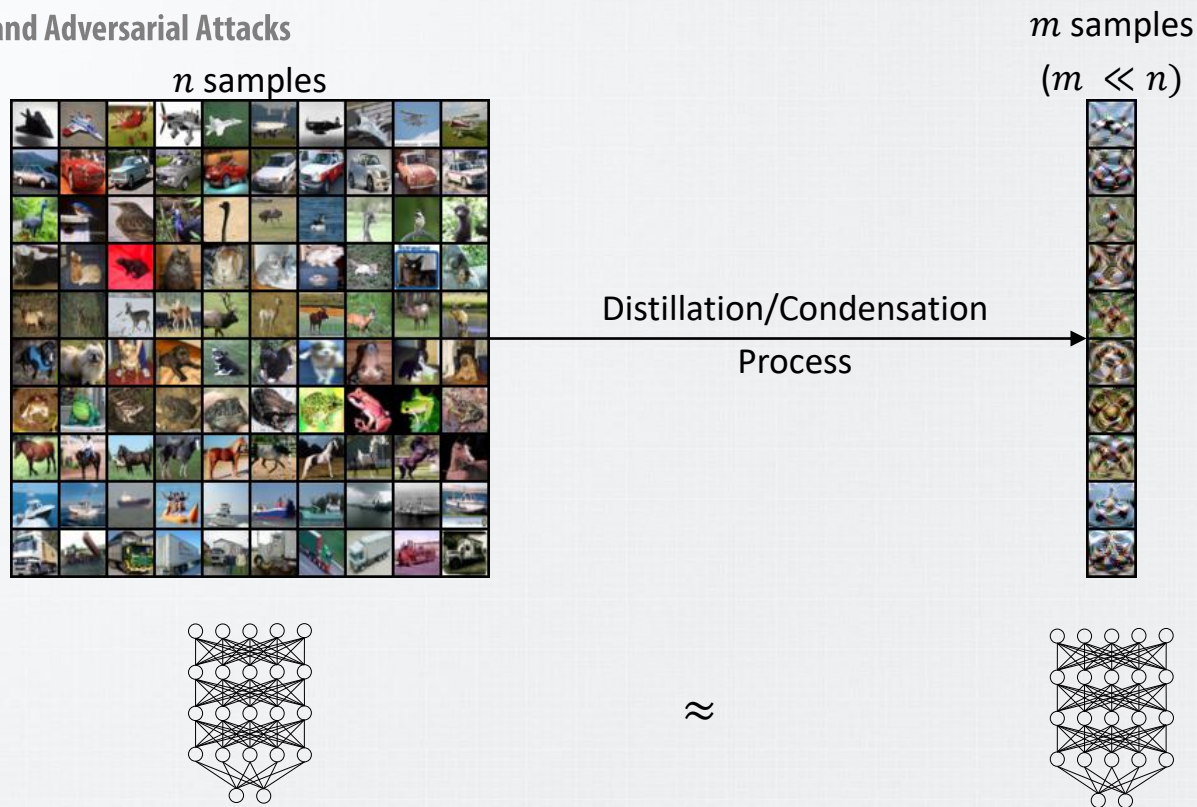 and Adversarial Attacks
m samples
(m ≪ n)
n samples
Distillation/Condensation
Process
≈